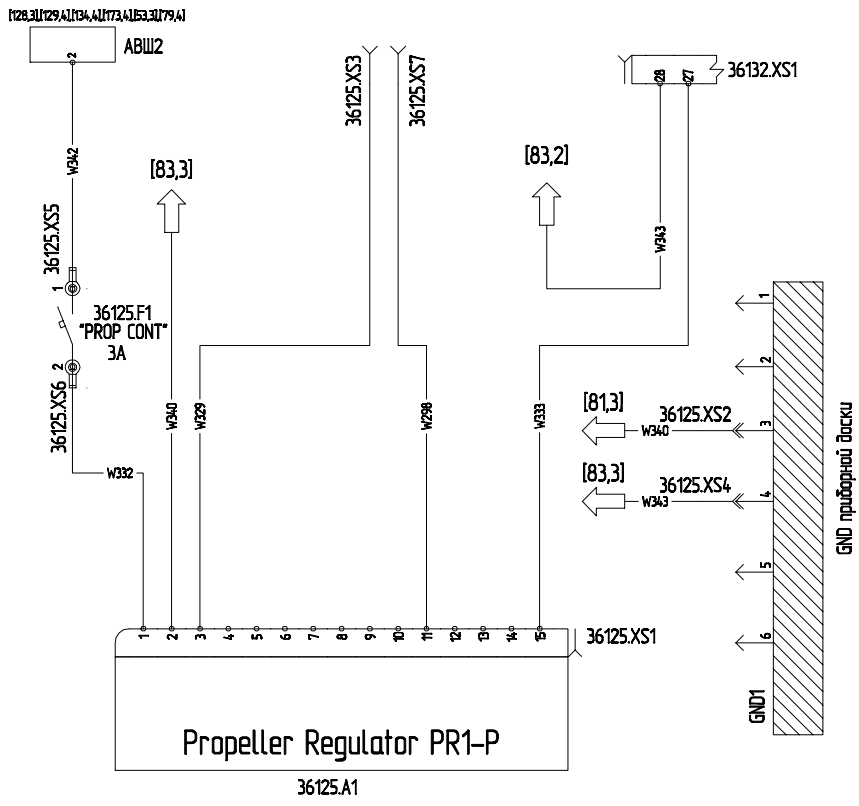 [128,3][129,4][134,4][173,4][53,3][79,4]
2
АВШ2
36125.XS3
36125.XS7
28
27
36132.XS1
W342
[83,3]
[83,2]
36125.XS5
W343
1
36125.F1
"PROP CONT"
3A
2
36125.XS6
W332
W340
W329
W298
W333
[81,3]
W340
36125.XS2
[83,3]
W343
36125.XS4
1
2
3
4
5
6
GND1
GND приборной доски
1
2
3
4
5
6
7
8
9
10
11
12
13
14
15
36125.XS1
Propeller Regulator PR1-P
36125.A1